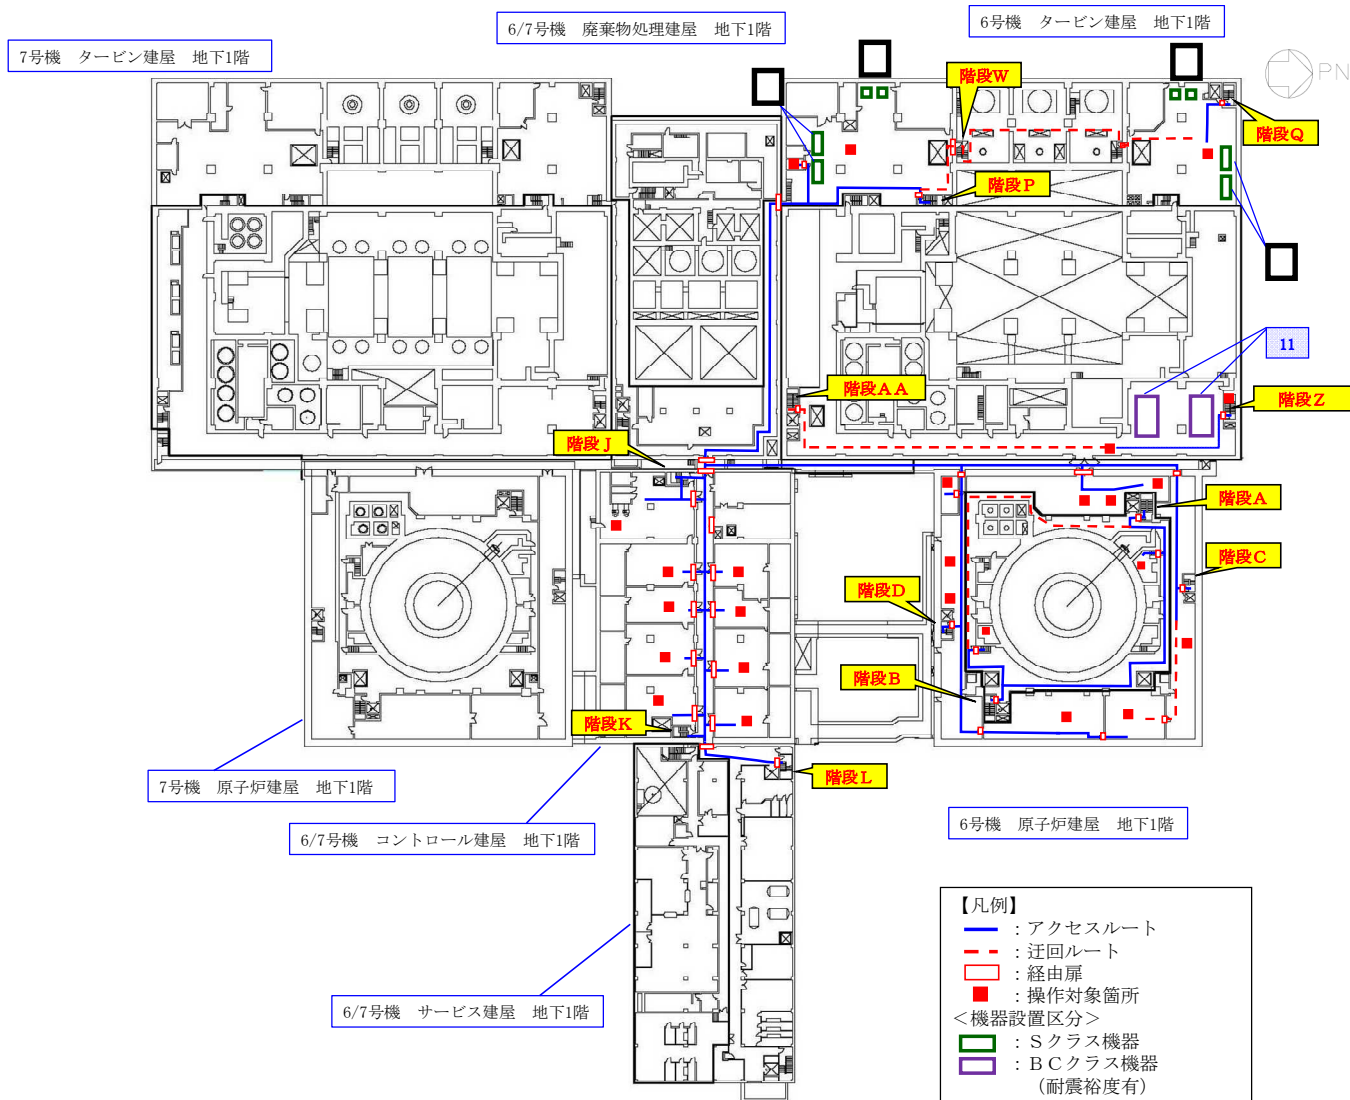 6/7号機　廃棄物処理建屋　地下1階
6号機　タービン建屋　地下1階
7号機　タービン建屋　地下1階
PN
階段W
階段Q
階段P
11
階段AA
階段Z
階段J
階段A
階段C
階段D
階段B
階段K
階段L
7号機　原子炉建屋　地下1階
6/7号機　コントロール建屋　地下1階
6号機　原子炉建屋　地下1階
6/7号機　サービス建屋　地下1階
【凡例】
：アクセスルート
：迂回ルート
：経由扉
：操作対象箇所
＜機器設置区分＞
：Sクラス機器
：BCクラス機器
（耐震裕度有）